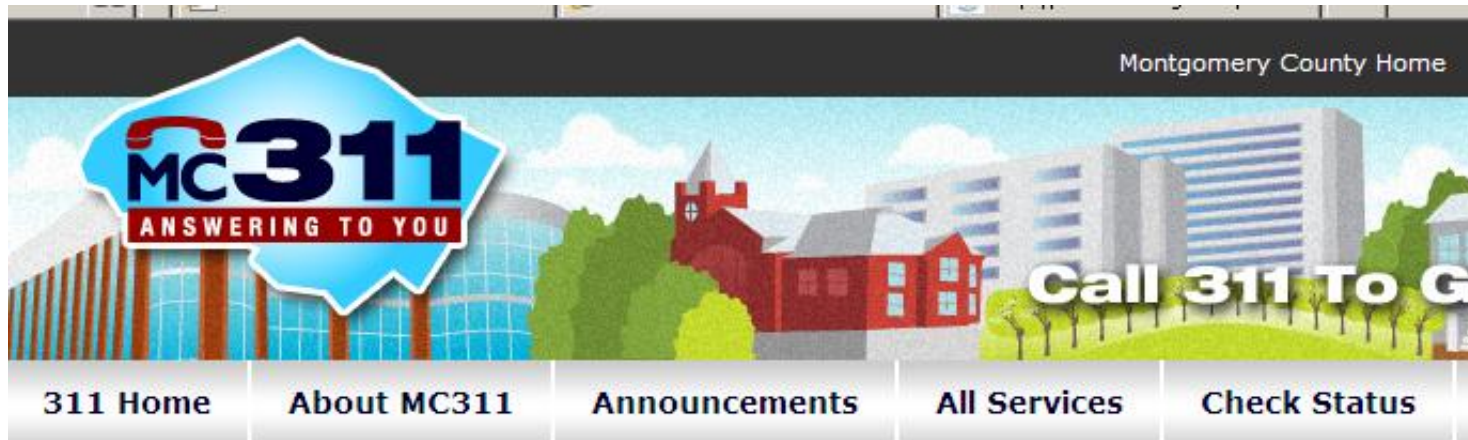 Montgomery County Home
MC311
ANSWERING TO YOU
Call 311 To G
311 Home
About MC311
Announcements
All Services
Check Status